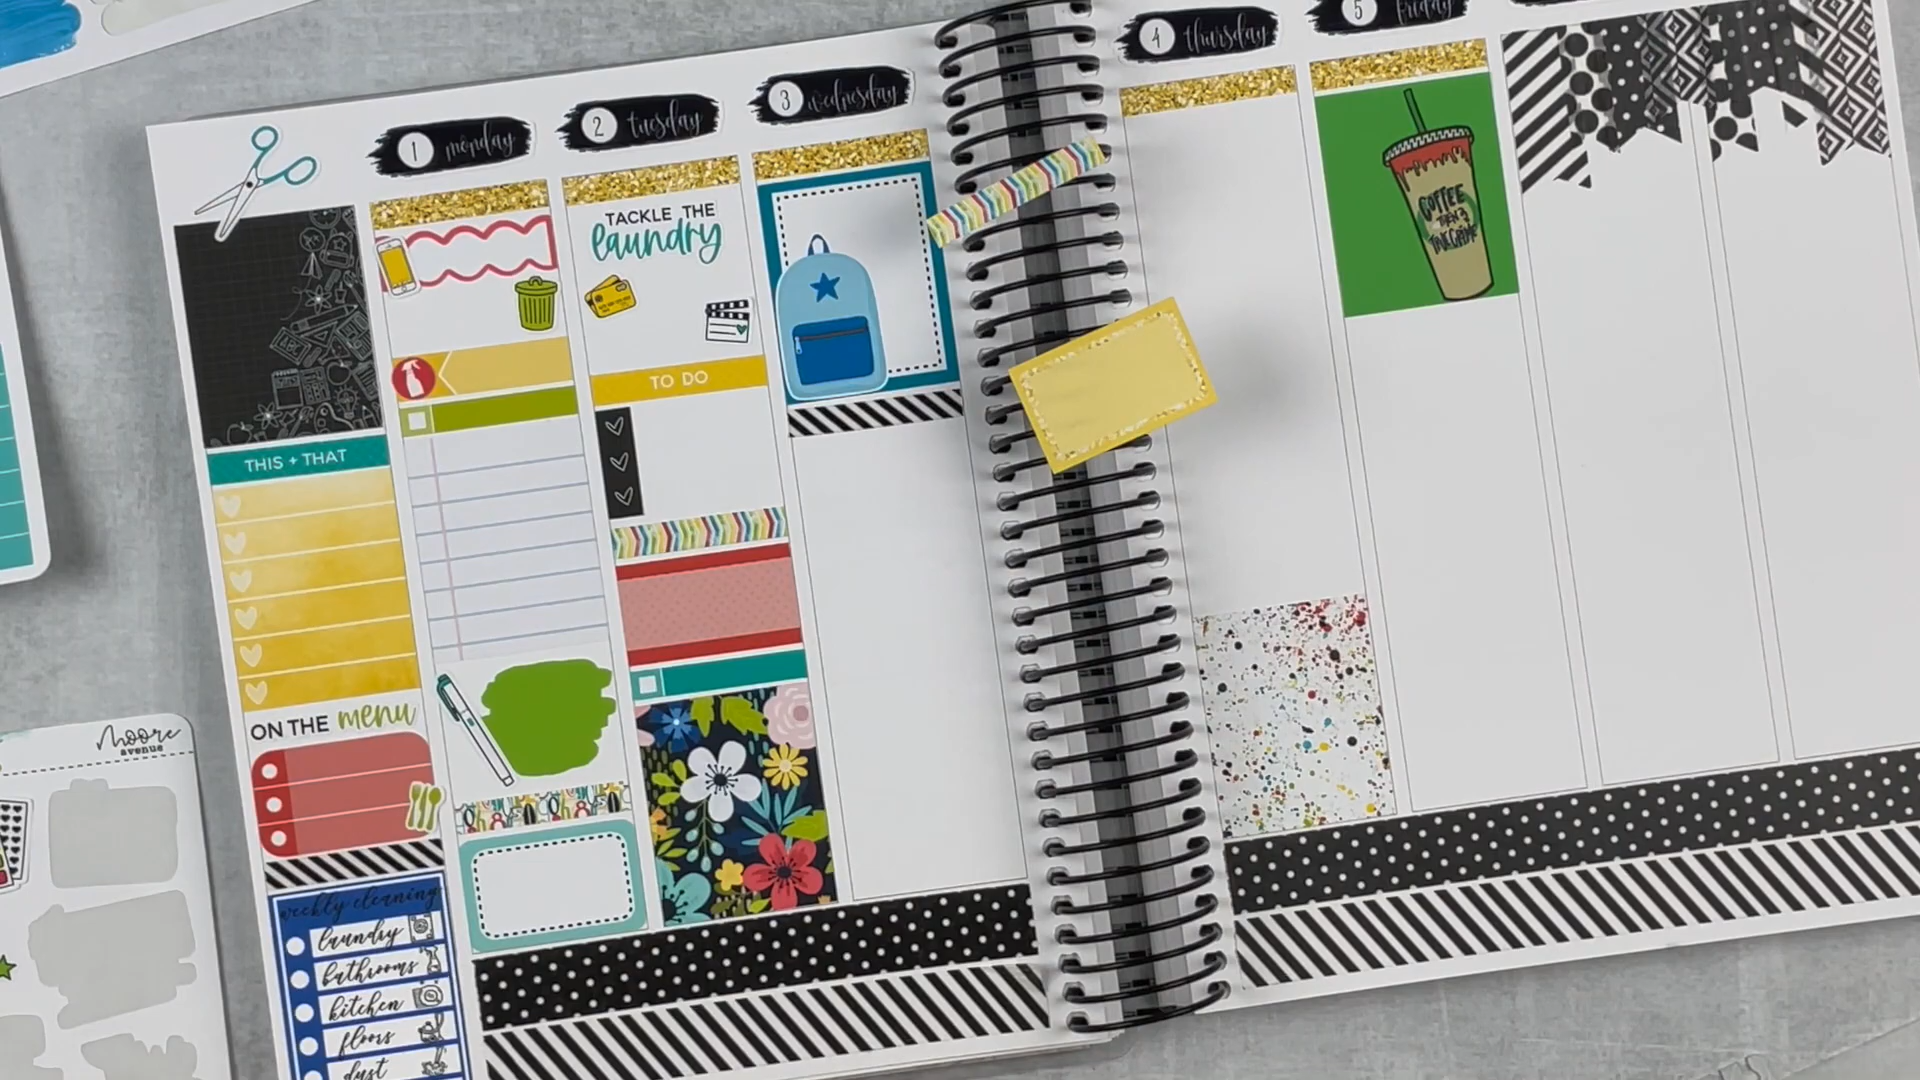 1 monday
2 tuesday
3 wednesday
4 thursday
5 friday
TACKLE THE
laundry
TO DO
COFFEE
THEN
THIS + THAT
ON THE menu
weekly cleaning
laundry
bathrooms
kitchen
floors
dust
moore
avenue